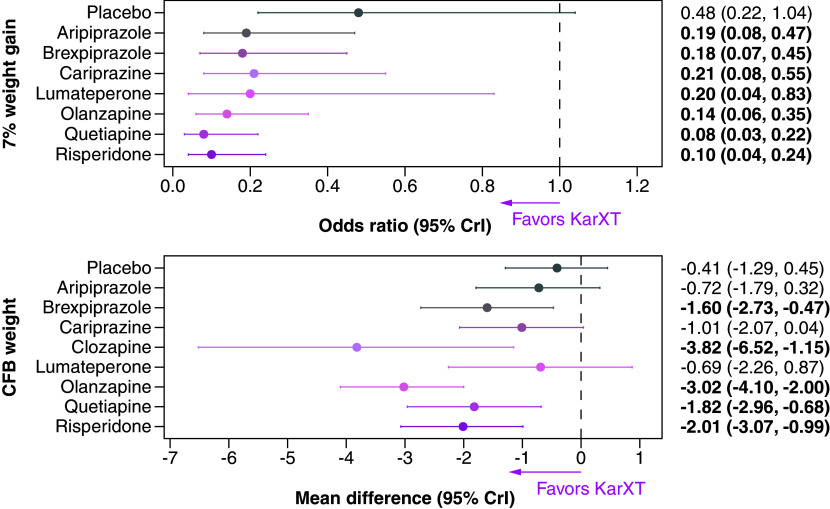 7% weight gain
Placebo 0.48 (0.22, 1.04)
Aripiprazole 0.19 (0.08, 0.47)
Brexpiprazole 0.18 (0.07, 0.45)
Cariprazine 0.21 (0.08, 0.55)
Lumateperone 0.20 (0.04, 0.83)
Olanzapine 0.14 (0.06, 0.35)
Quetiapine 0.08 (0.03, 0.22)
Risperidone 0.10 (0.04, 0.24)
0.0 0.2 0.4 0.6 0.8 1.0 1.2
Favors KarXT
Odds ratio (95% CrI)
CFB weight
Placebo -0.41 (-1.29, 0.45)
Aripiprazole -0.72 (-1.79, 0.32)
Brexpiprazole -1.60 (-2.73, -0.47)
Cariprazine -1.01 (-2.07, 0.04)
Clozapine -3.82 (-6.52, -1.15)
Lumateperone -0.69 (-2.26, 0.87)
Olanzapine -3.02 (-4.10, -2.00)
Quetiapine -1.82 (-2.96, -0.68)
Risperidone -2.01 (-3.07, -0.99)
-7 -6 -5 -4 -3 -2 -1 0 1
Favors KarXT
Mean difference (95% CrI)